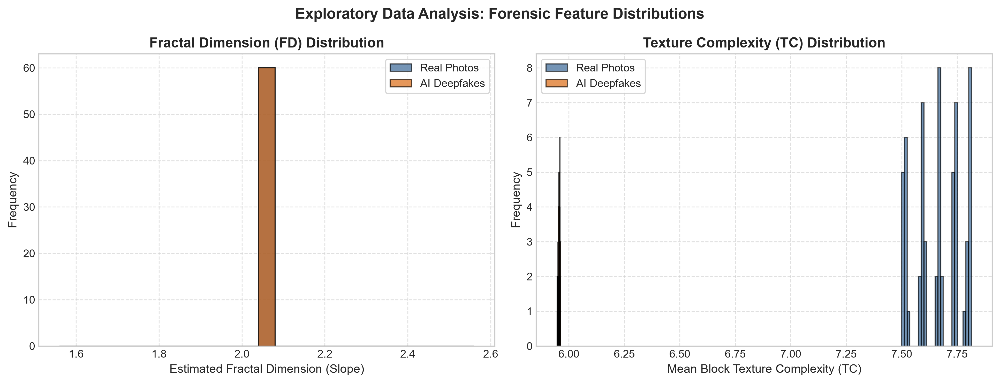 Exploratory Data Analysis: Forensic Feature Distributions
Fractal Dimension (FD) Distribution
Real Photos
AI Deepfakes
Frequency
60
50
40
30
20
10
0
1.6 1.8 2.0 2.2 2.4 2.6
Estimated Fractal Dimension (Slope)
Texture Complexity (TC) Distribution
Real Photos
AI Deepfakes
Frequency
8
7
6
5
4
3
2
1
0
6.00 6.25 6.50 6.75 7.00 7.25 7.50 7.75
Mean Block Texture Complexity (TC)